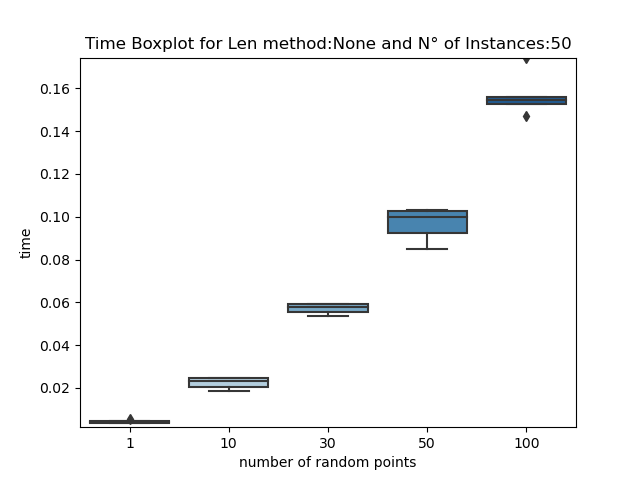 Time Boxplot for Len method:None and N° of Instances:50
0.16
0.14
0.12
0.10
0.08
0.06
0.04
0.02
time
1 10 30 50 100
number of random points